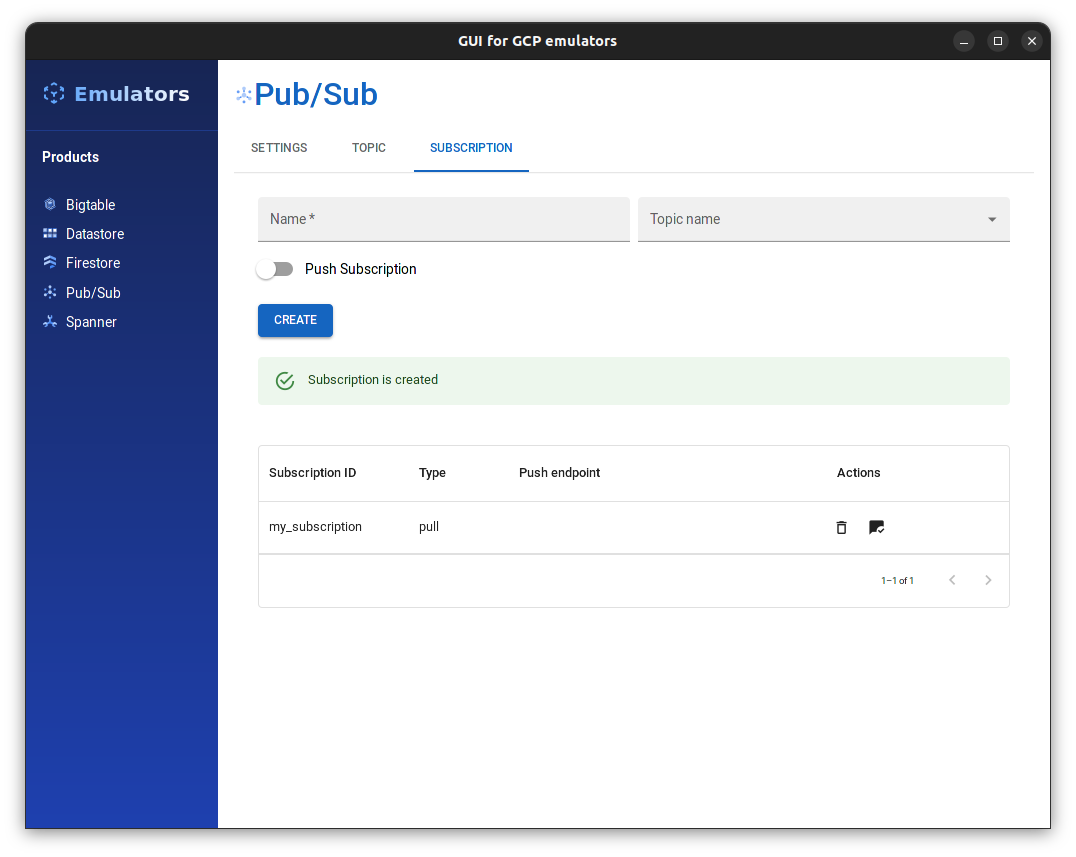 GUI for GCP emulators
Emulators
Products
Bigtable
Datastore
Firestore
Pub/Sub
Spanner
Pub/Sub
SETTINGS TOPIC SUBSCRIPTION
Name * Topic name
Push Subscription
CREATE
Subscription is created
Subscription ID Type Push endpoint Actions
my_subscription pull
1–1 of 1